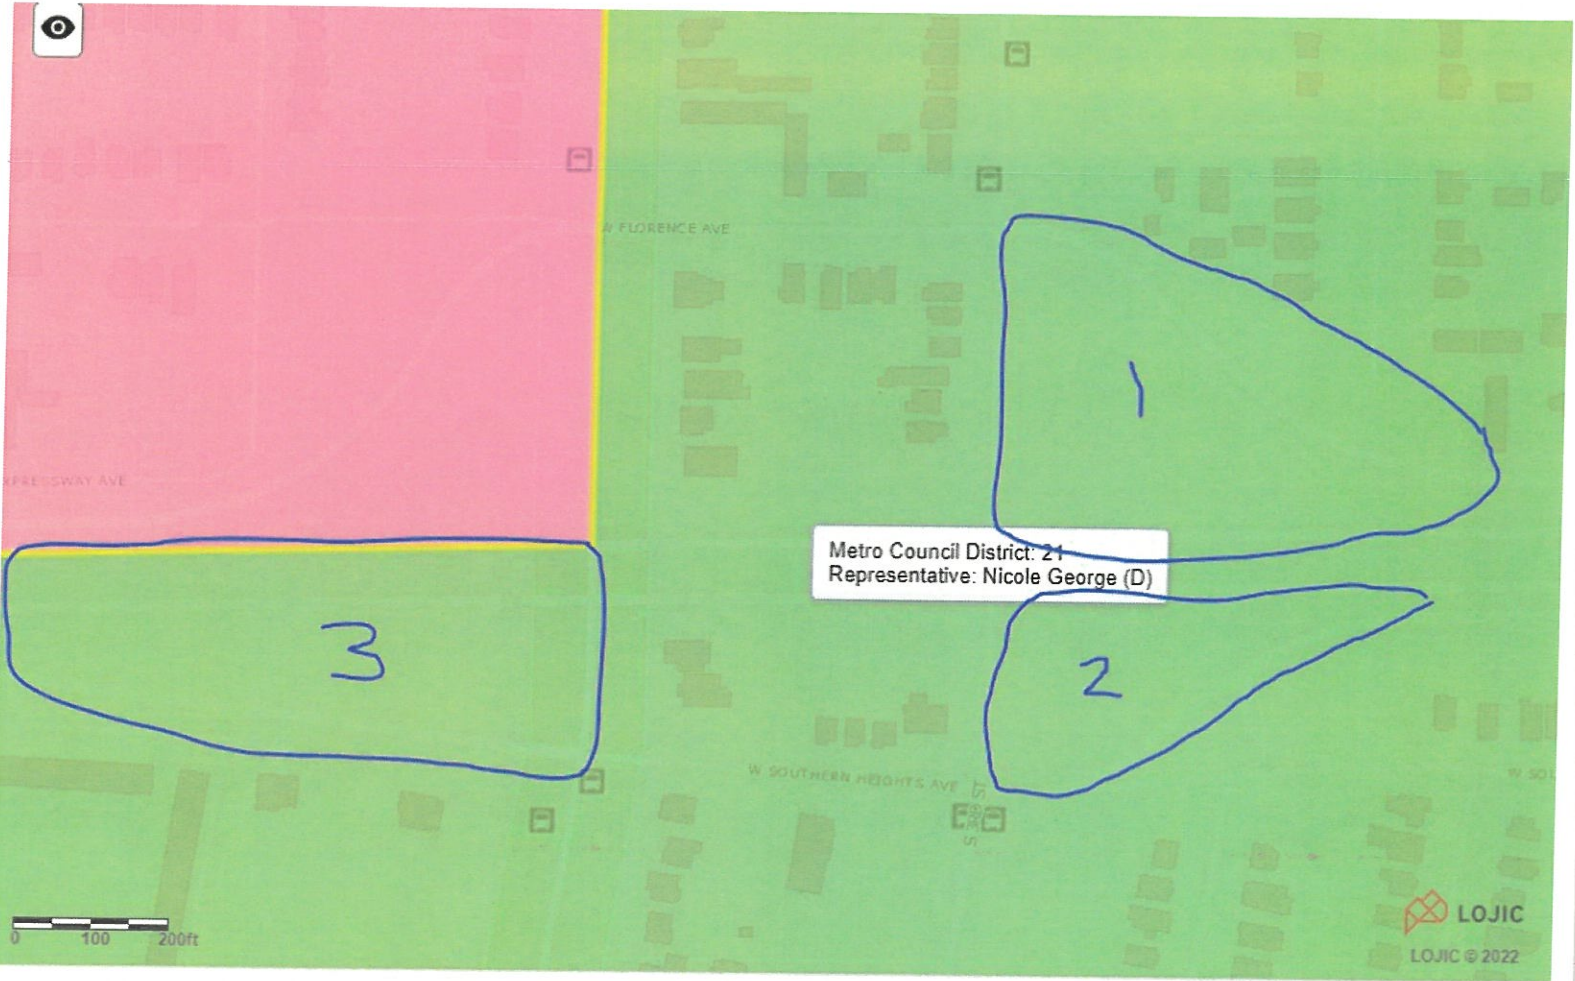 W FLORENCE AVE
1
XPRESSWAY AVE
Metro Council District: 21
Representative: Nicole George (D)
3
2
W SOUTHERN HEIGHTS AVE
W SOU
0 100 200ft
LOJIC
LOJIC © 2022